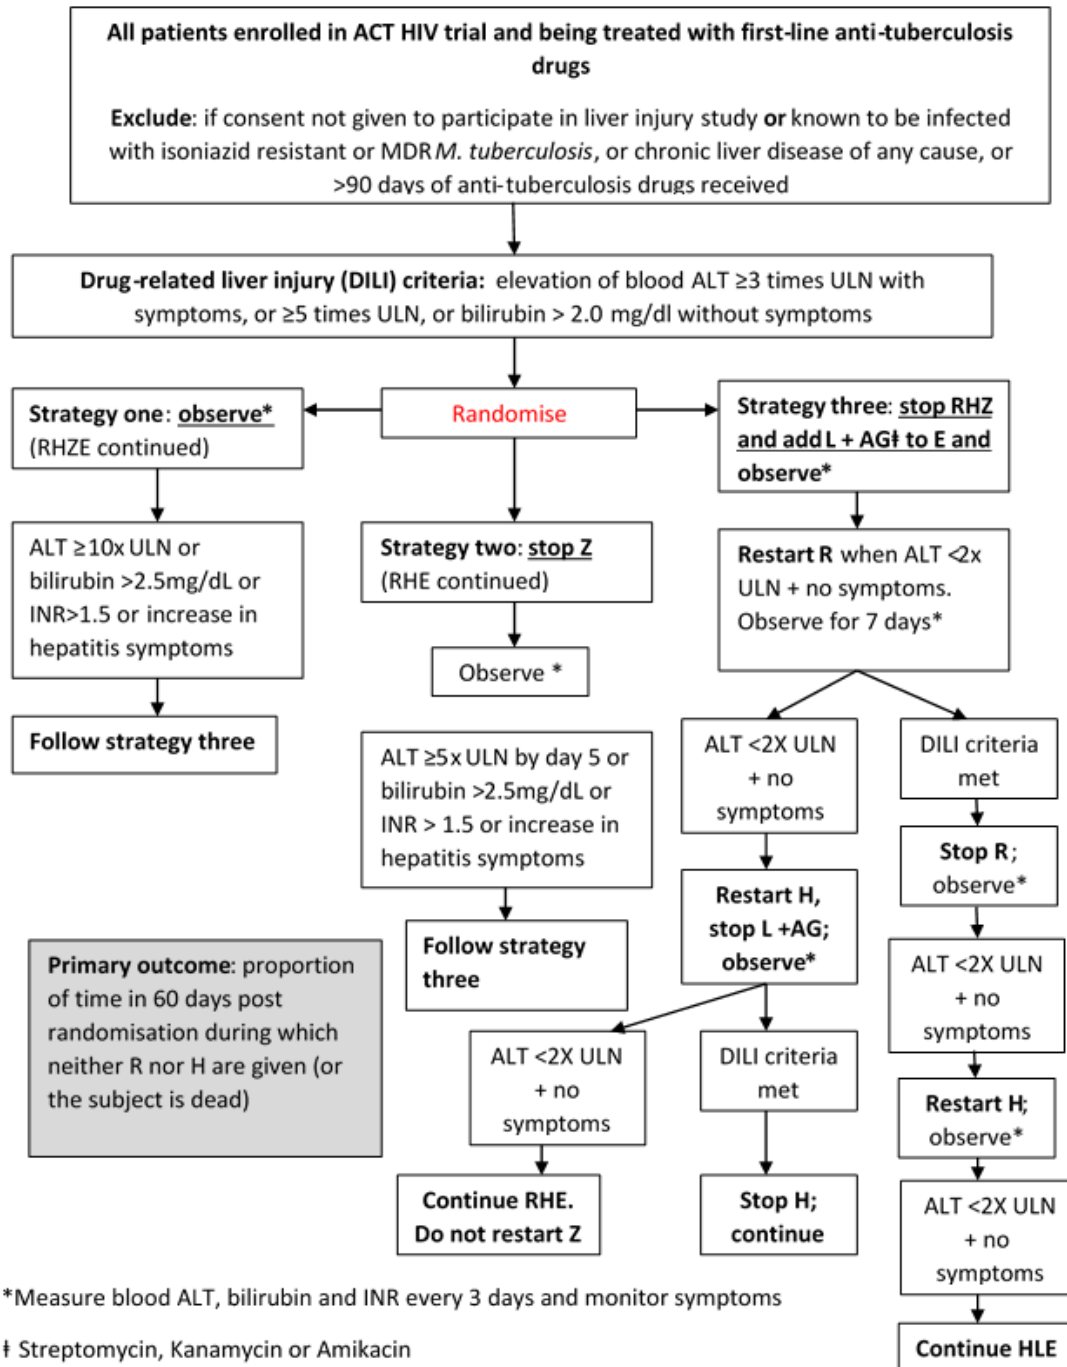 All patients enrolled in ACT HIV trial and being treated with first-line anti-tuberculosis
drugs
Exclude: if consent not given to participate in liver injury study or known to be infected
with isoniazid resistant or MDR M. tuberculosis, or chronic liver disease of any cause, or
>90 days of anti-tuberculosis drugs received
Drug-related liver injury (DILI) criteria: elevation of blood ALT ≥3 times ULN with
symptoms, or ≥5 times ULN, or bilirubin > 2.0 mg/dl without symptoms
Randomise
Strategy one: observe*
(RHZE continued)
ALT ≥10x ULN or
bilirubin >2.5mg/dL or
INR>1.5 or increase in
hepatitis symptoms
Follow strategy three
Strategy two: stop Z
(RHE continued)
Observe *
ALT ≥5x ULN by day 5 or
bilirubin >2.5mg/dL or
INR > 1.5 or increase in
hepatitis symptoms
Follow strategy
three
Strategy three: stop RHZ
and add L + AGǂ to E and
observe*
Restart R when ALT <2x
ULN + no symptoms.
Observe for 7 days*
ALT <2X ULN
+ no
symptoms
Restart H,
stop L +AG;
observe*
ALT <2X ULN
+ no
symptoms
Continue RHE.
Do not restart Z
DILI criteria
met
Stop H;
continue
DILI criteria
met
Stop R;
observe*
ALT <2X ULN
+ no
symptoms
Restart H;
observe*
ALT <2X ULN
+ no
symptoms
Continue HLE
Primary outcome: proportion
of time in 60 days post
randomisation during which
neither R nor H are given (or
the subject is dead)
*Measure blood ALT, bilirubin and INR every 3 days and monitor symptoms
ǂ Streptomycin, Kanamycin or Amikacin